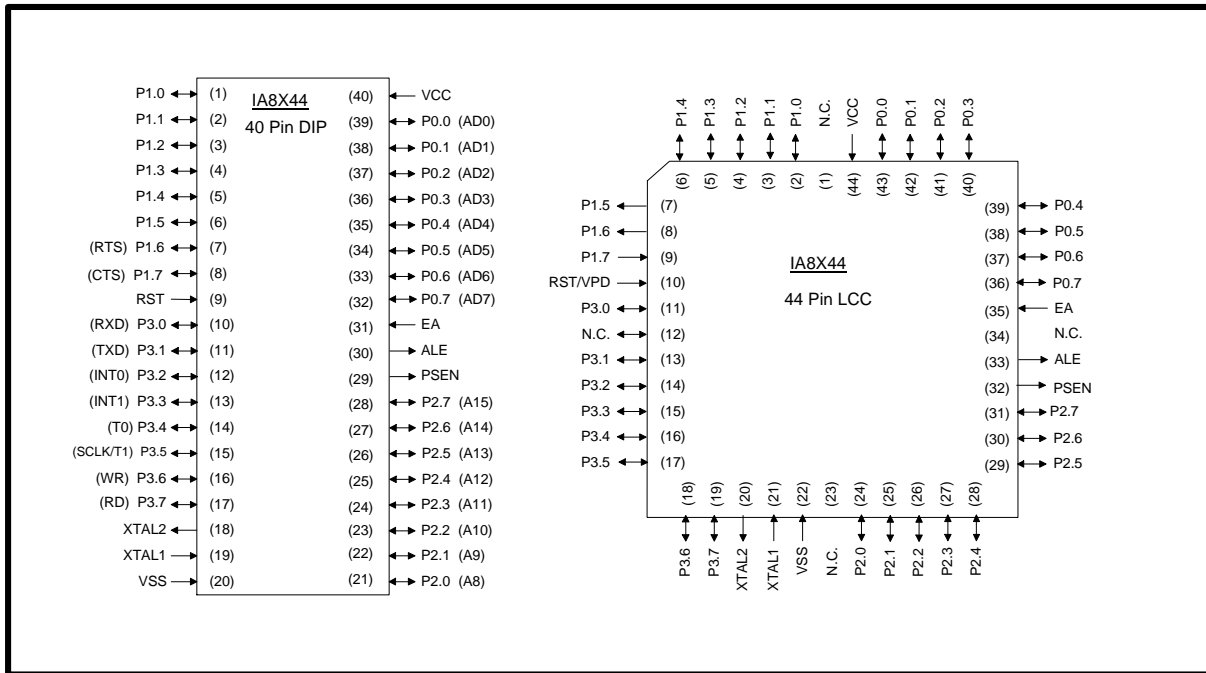 IA8X44
40 Pin DIP
P1.0 (1)
P1.1 (2)
P1.2 (3)
P1.3 (4)
P1.4 (5)
P1.5 (6)
(RTS) P1.6 (7)
(CTS) P1.7 (8)
RST (9)
(RXD) P3.0 (10)
(TXD) P3.1 (11)
(INT0) P3.2 (12)
(INT1) P3.3 (13)
(T0) P3.4 (14)
(SCLK/T1) P3.5 (15)
(WR) P3.6 (16)
(RD) P3.7 (17)
XTAL2 (18)
XTAL1 (19)
VSS (20)
(40) VCC
(39) P0.0 (AD0)
(38) P0.1 (AD1)
(37) P0.2 (AD2)
(36) P0.3 (AD3)
(35) P0.4 (AD4)
(34) P0.5 (AD5)
(33) P0.6 (AD6)
(32) P0.7 (AD7)
(31) EA
(30) ALE
(29) PSEN
(28) P2.7 (A15)
(27) P2.6 (A14)
(26) P2.5 (A13)
(25) P2.4 (A12)
(24) P2.3 (A11)
(23) P2.2 (A10)
(22) P2.1 (A9)
(21) P2.0 (A8)
P1.4 P1.3 P1.2 P1.1 P1.0 N.C. VCC P0.0 P0.1 P0.2 P0.3
(6) (5) (4) (3) (2) (1) (44) (43) (42) (41) (40)
P1.5 (7)
P1.6 (8)
P1.7 (9)
RST/VPD (10)
P3.0 (11)
N.C. (12)
P3.1 (13)
P3.2 (14)
P3.3 (15)
P3.4 (16)
P3.5 (17)
IA8X44
44 Pin LCC
(39) P0.4
(38) P0.5
(37) P0.6
(36) P0.7
(35) EA
(34) N.C.
(33) ALE
(32) PSEN
(31) P2.7
(30) P2.6
(29) P2.5
(18) (19) (20) (21) (22) (23) (24) (25) (26) (27) (28)
P3.6 P3.7 XTAL2 XTAL1 VSS N.C. P2.0 P2.1 P2.2 P2.3 P2.4